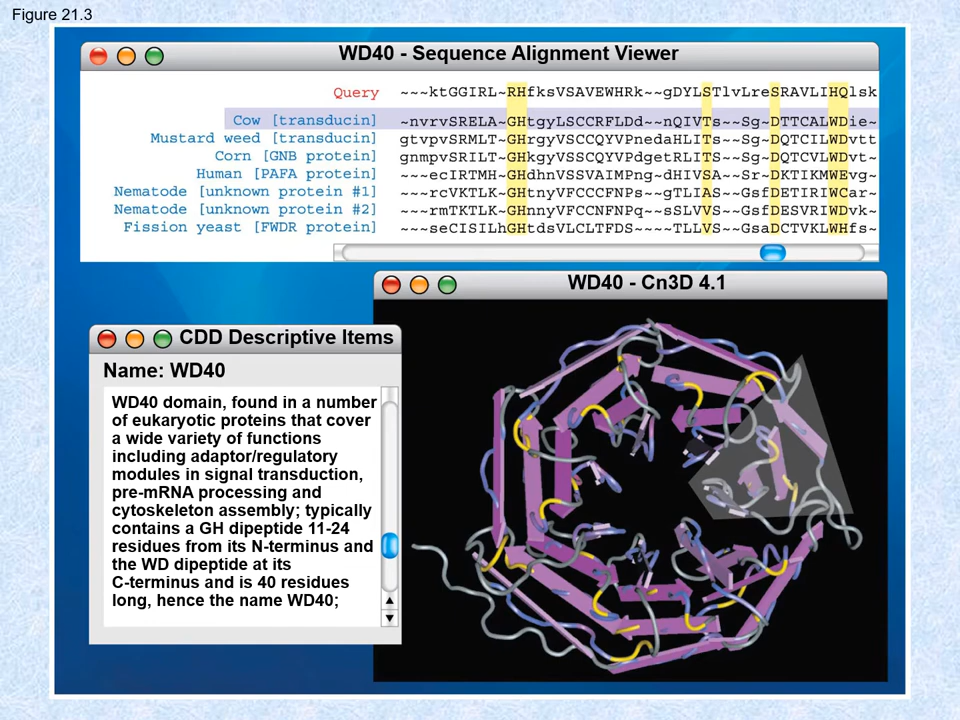 Figure 21.3
WD40 - Sequence Alignment Viewer
Query ~~~ktGGIRL~RHfksVSAVEWHRk~~gDYLSTlvLreSRAVLIHQlsk
Cow [transducin] ~nvrvSRELA~GHtgyLSCCRFLDd~~nQIVTs~~Sg~DTTCALWDie~
Mustard weed [transducin] gtvpvSRMLT~GHrgyVSCCQYVPnedaHLITs~~Sg~DQTCILWDvtt
Corn [GNB protein] gnmpvSRILT~GHkgyVSSCQYVPdgetRLITS~~Sg~DQTCVLWDvt~
Human [PAFA protein] ~~~ecIRTMH~GHdhnVSSVAIMPng~dHIVSA~~Sr~DKTIKMWEvg~
Nematode [unknown protein #1] ~~~rcVKTLK~GHtnyVFCCCFNPs~~gTLIAS~~GsfDETIRIWCar~
Nematode [unknown protein #2] ~~~rmTKTLK~GHnnyVFCCNFNPq~~sSLVVS~~GsfDESVRIWDvk~
Fission yeast [FWDR protein] ~~~seCISILhGHtdsVLCLTFDS~~~~TLLVS~~GsaDCTVKLWHfs~
WD40 - Cn3D 4.1
CDD Descriptive Items
Name: WD40
WD40 domain, found in a number
of eukaryotic proteins that cover
a wide variety of functions
including adaptor/regulatory
modules in signal transduction,
pre-mRNA processing and
cytoskeleton assembly; typically
contains a GH dipeptide 11-24
residues from its N-terminus and
the WD dipeptide at its
C-terminus and is 40 residues
long, hence the name WD40;